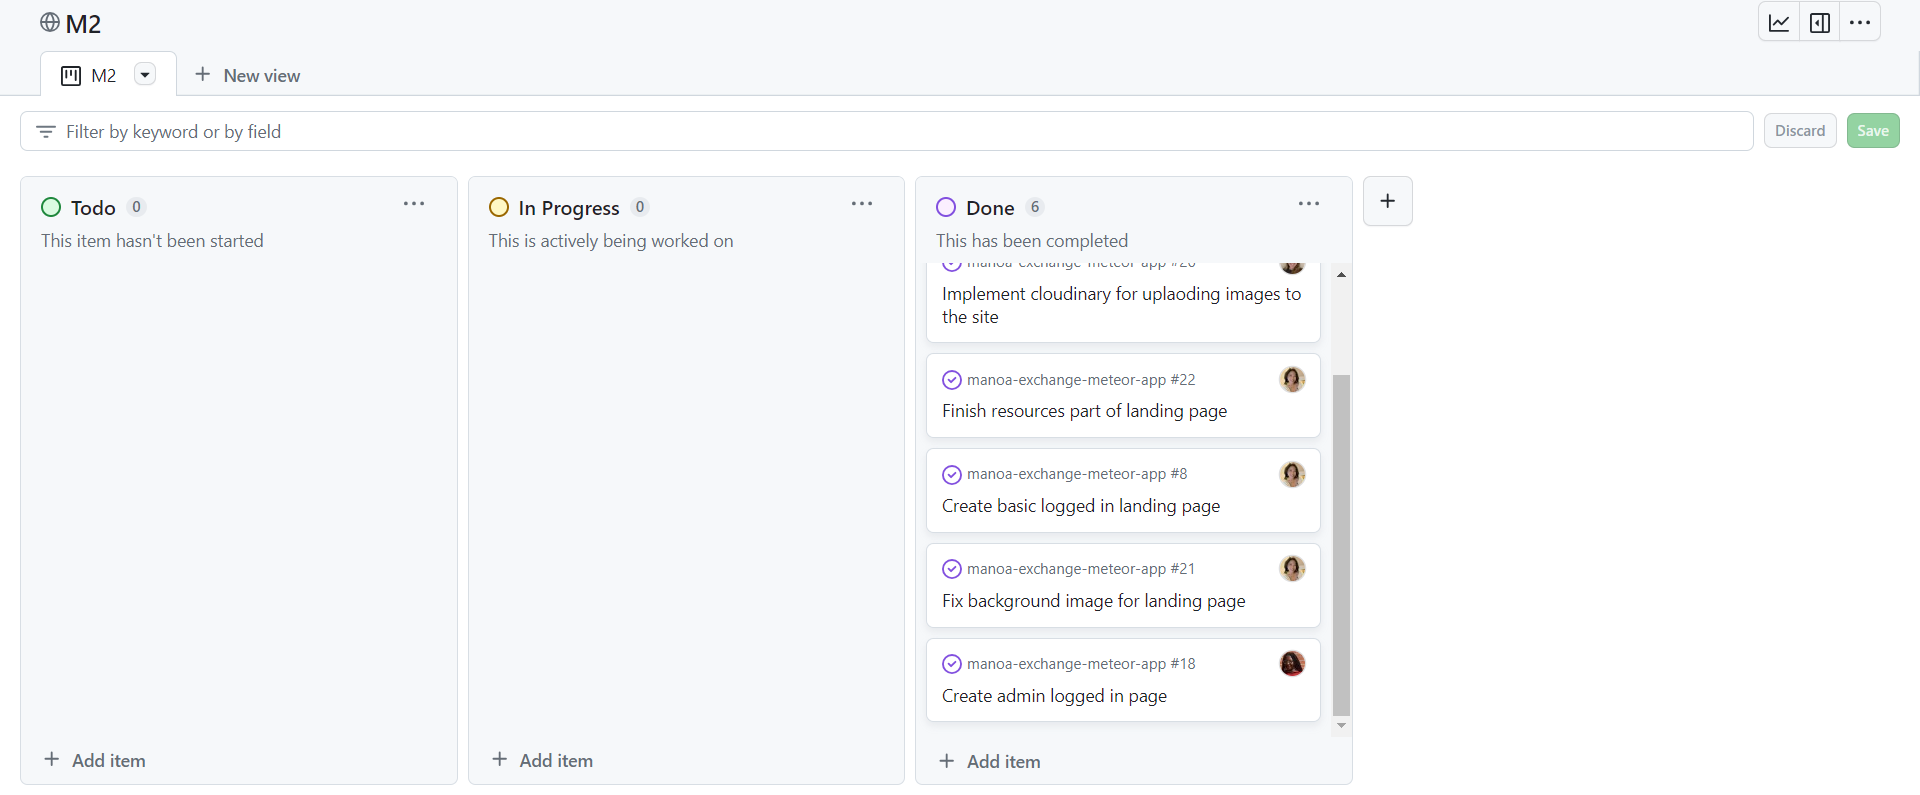 M2
M2
New view
Filter by keyword or by field
Discard
Save
Todo 0
This item hasn't been started
Add item
In Progress 0
This is actively being worked on
Add item
Done 6
This has been completed
manoa-exchange-meteor-app
Implement cloudinary for uplaoding images to
the site
manoa-exchange-meteor-app #22
Finish resources part of landing page
manoa-exchange-meteor-app #8
Create basic logged in landing page
manoa-exchange-meteor-app #21
Fix background image for landing page
manoa-exchange-meteor-app #18
Create admin logged in page
Add item